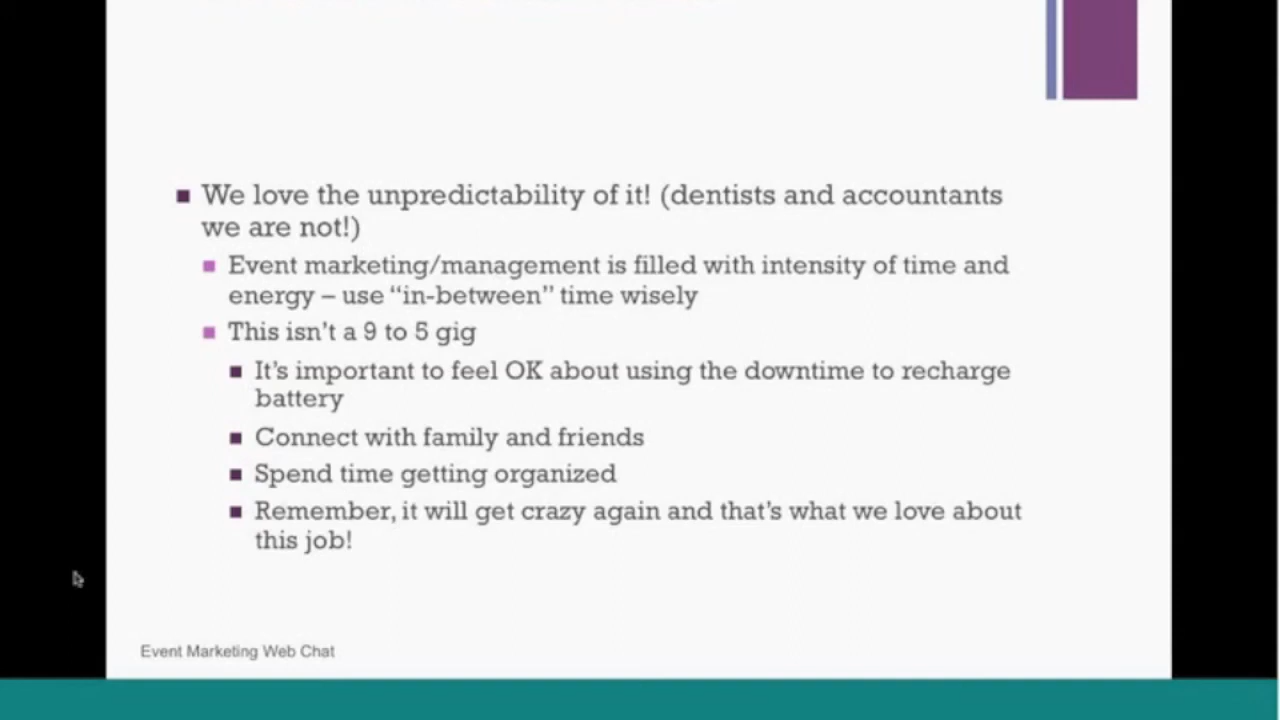 We love the unpredictability of it! (dentists and accountants
we are not!)
Event marketing/management is filled with intensity of time and
energy – use “in-between” time wisely
This isn’t a 9 to 5 gig
It’s important to feel OK about using the downtime to recharge
battery
Connect with family and friends
Spend time getting organized
Remember, it will get crazy again and that’s what we love about
this job!
Event Marketing Web Chat